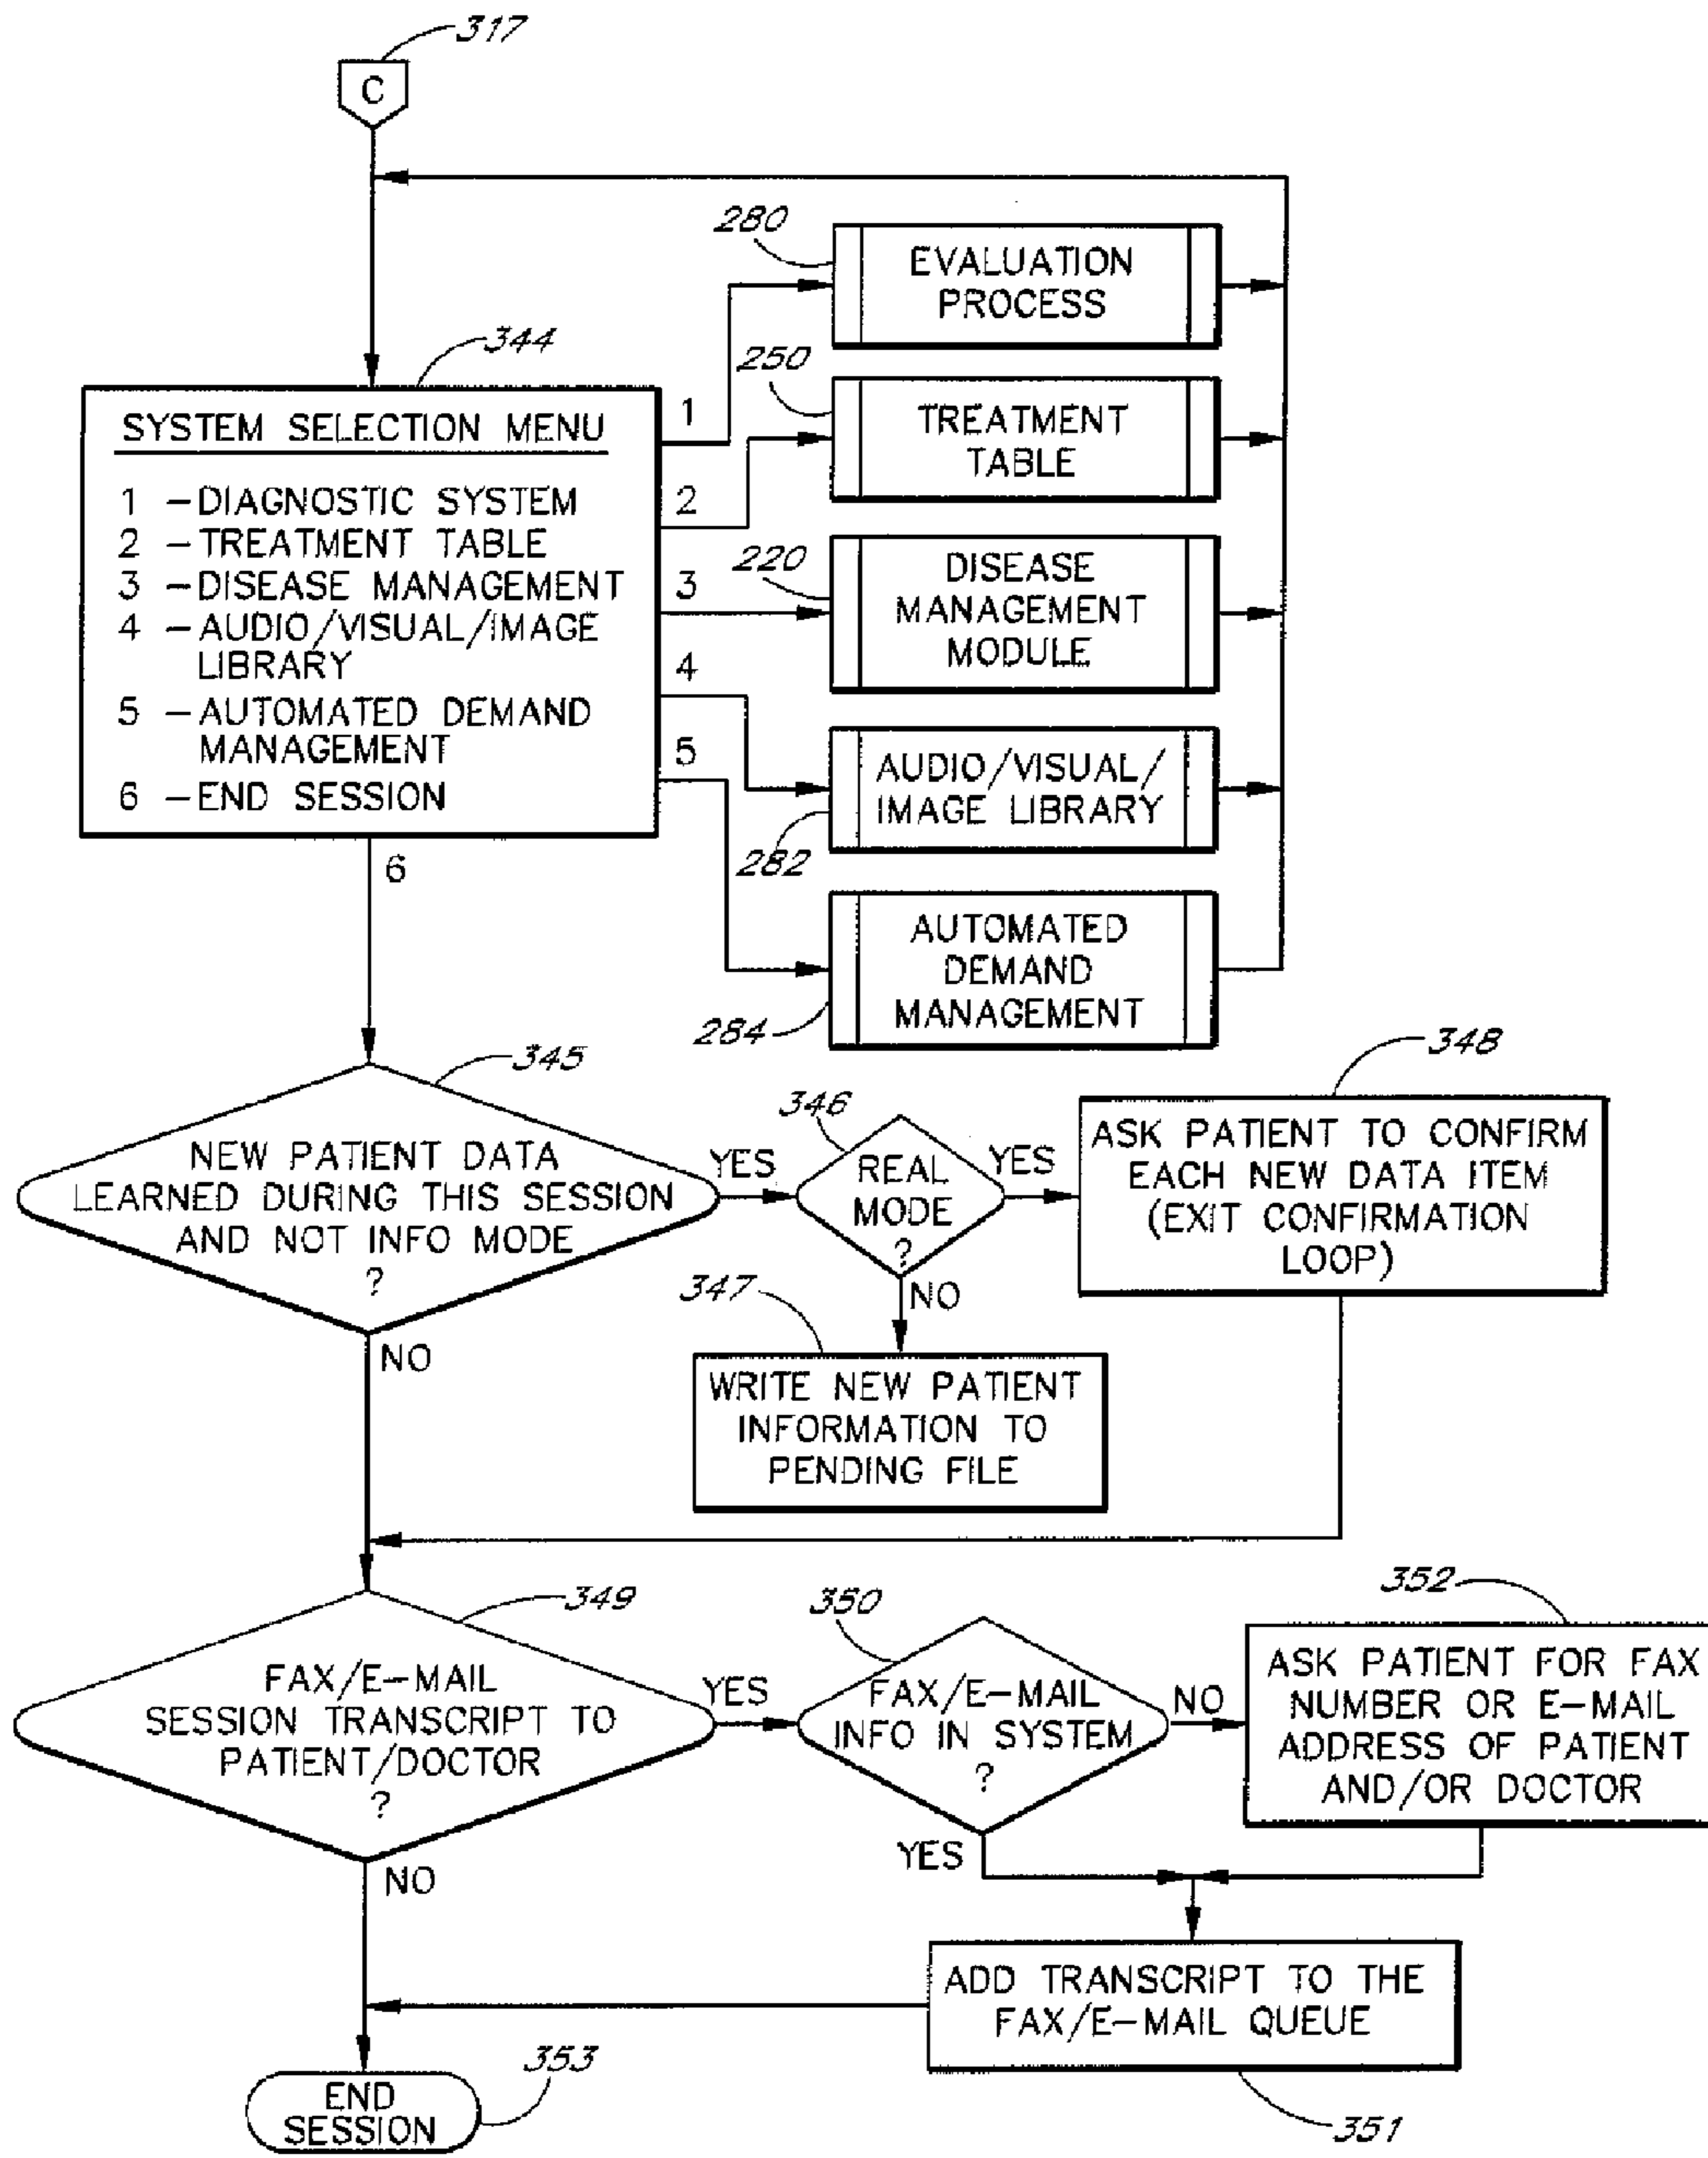 317
C
280
EVALUATION
PROCESS
344
250
SYSTEM SELECTION MENU
1
TREATMENT
TABLE
1 -DIAGNOSTIC SYSTEM
2
2 -TREATMENT TABLE
220
DISEASE
MANAGEMENT
MODULE
3 -DISEASE MANAGEMENT
3
4 -AUDIO/VISUAL/IMAGE
LIBRARY
4
5 -AUTOMATED DEMAND
MANAGEMENT
5
AUDIO/VISUAL/
IMAGE LIBRARY
6 -END SESSION
282
6
AUTOMATED
DEMAND
MANAGEMENT
284
345
348
346
NEW PATIENT DATA
LEARNED DURING THIS SESSION
AND NOT INFO MODE
?
YES
REAL
MODE
?
YES
ASK PATIENT TO CONFIRM
EACH NEW DATA ITEM
(EXIT CONFIRMATION
LOOP)
347
NO
NO
WRITE NEW PATIENT
INFORMATION TO
PENDING FILE
349
350
352
FAX/E-MAIL
SESSION TRANSCRIPT TO
PATIENT/DOCTOR
?
YES
FAX/E-MAIL
INFO IN SYSTEM
?
NO
ASK PATIENT FOR FAX
NUMBER OR E-MAIL
ADDRESS OF PATIENT
AND/OR DOCTOR
YES
NO
ADD TRANSCRIPT TO THE
FAX/E-MAIL QUEUE
353
END
SESSION
351